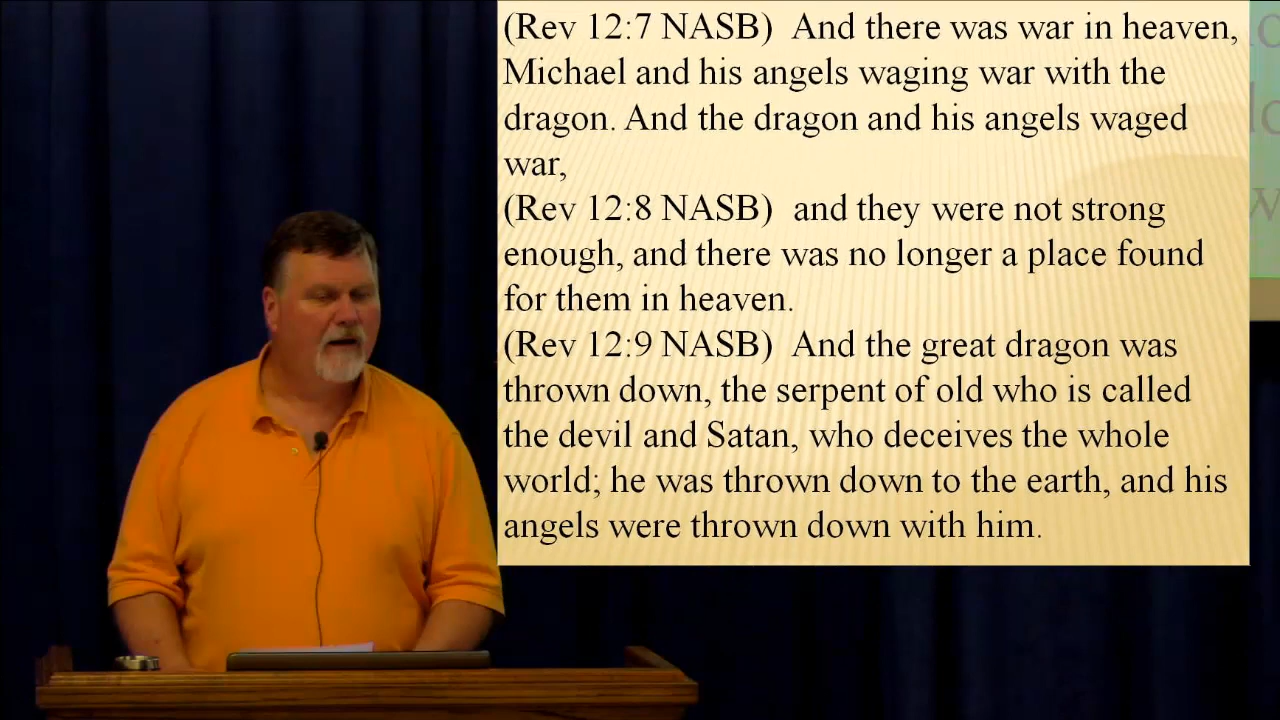 (Rev 12:7 NASB)  And there was war in heaven,
Michael and his angels waging war with the
dragon. And the dragon and his angels waged
war,
(Rev 12:8 NASB)  and they were not strong
enough, and there was no longer a place found
for them in heaven.
(Rev 12:9 NASB)  And the great dragon was
thrown down, the serpent of old who is called
the devil and Satan, who deceives the whole
world; he was thrown down to the earth, and his
angels were thrown down with him.